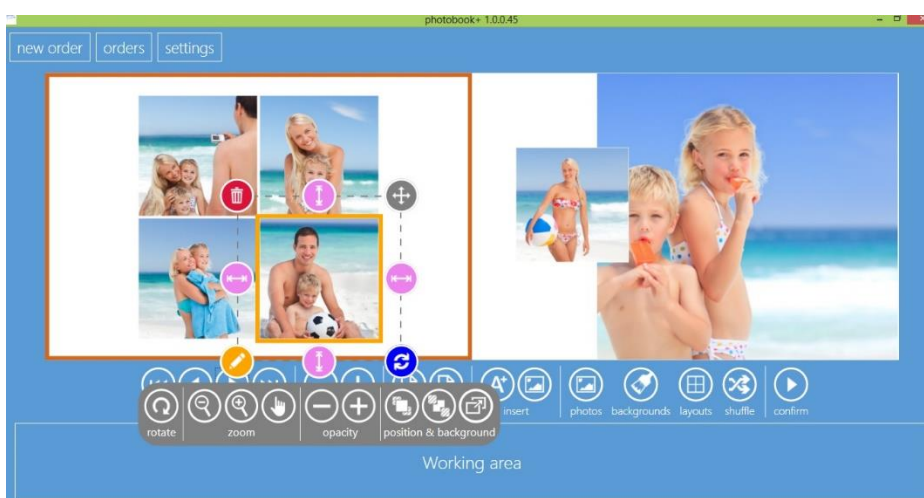 photobook+ 1.0.0.45
new order orders settings
insert photos backgrounds layouts shuffle confirm
rotate zoom opacity position & background
Working area